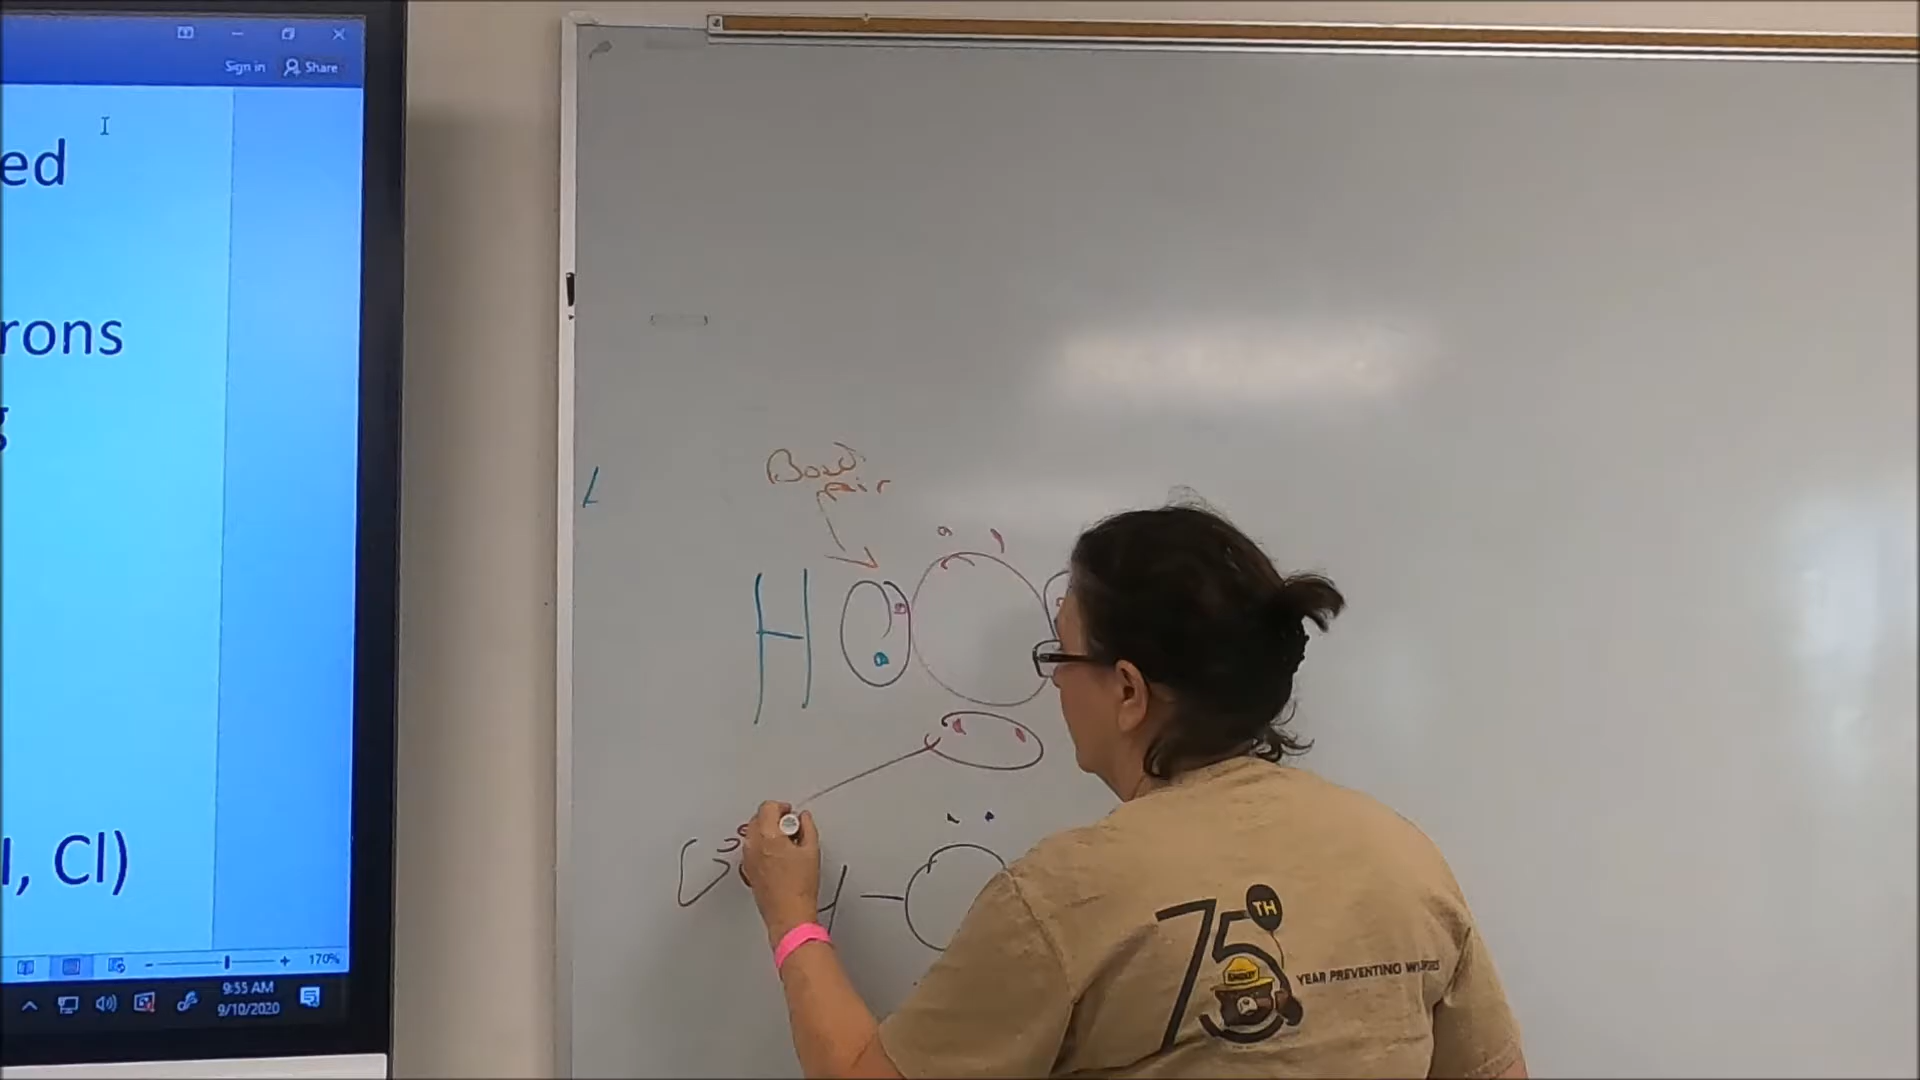 Sign in Share
ed
rons
g
, Cl)
170%
9:55 AM
9/10/2020
Bond
pair
H O
H - O
75 TH
SMOKEY
YEAR PREVENTING